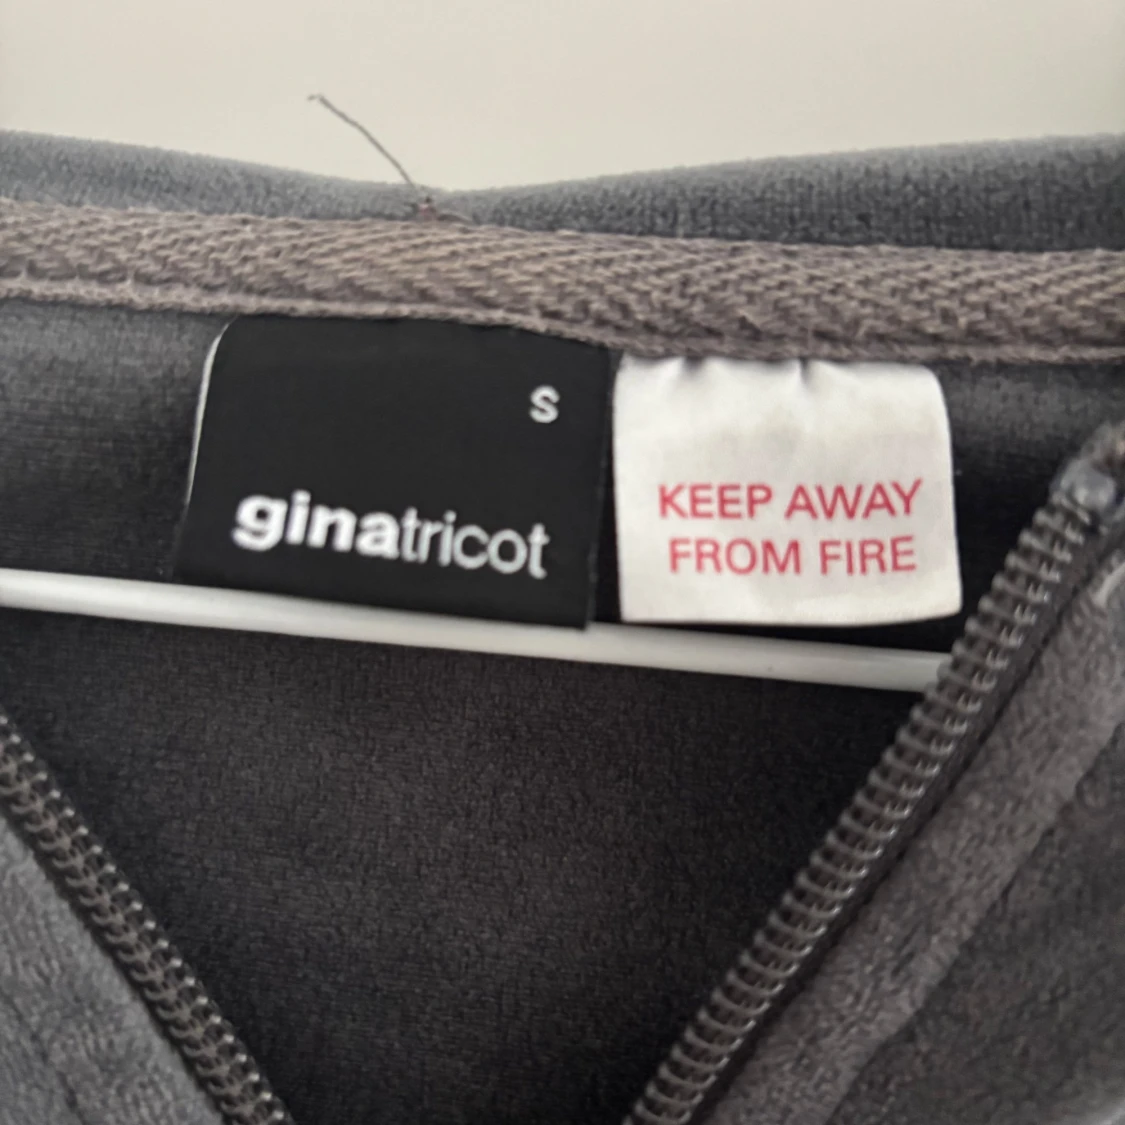 S
ginatricot
KEEP AWAY
FROM FIRE